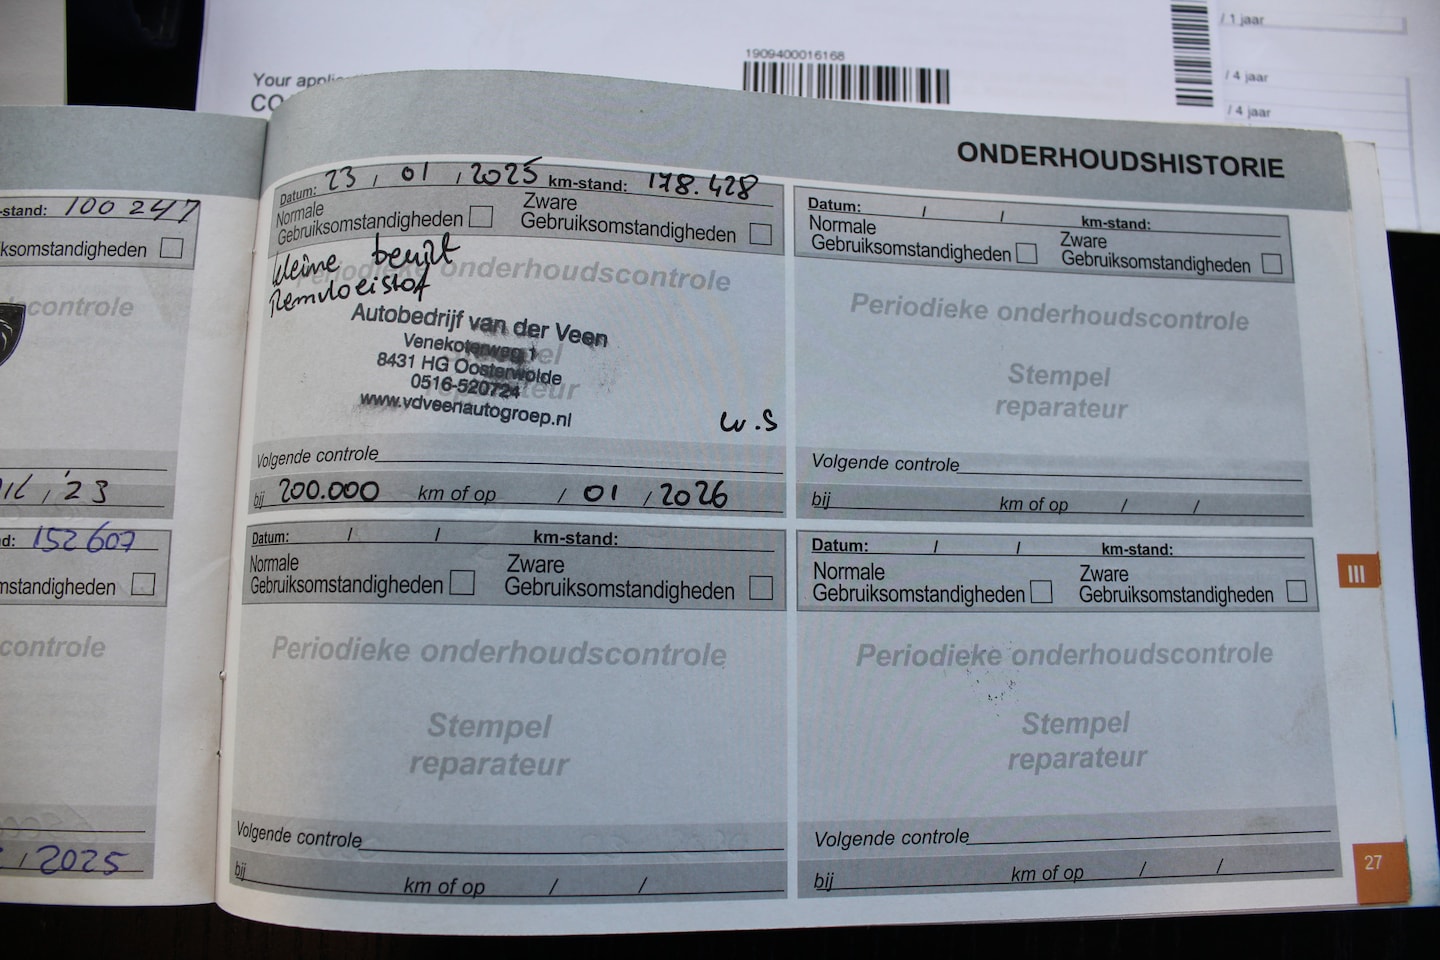 Your
CO
1909400016168
/ 1 jaar
/ 4 jaar
/ 4 jaar
ONDERHOUDSHISTORIE
-stand: 100 247
ksomstandigheden
controle
/ '23
d: 152607
mstandigheden
controle
/ 2025
Datum: 23 / 01 / 2025 km-stand: 178.428
Normale
Gebruiksomstandigheden
Zware
Gebruiksomstandigheden
kleine beurt
Remvloeistof
Periodieke onderhoudscontrole
Autobedrijf van der Veen
Venekoterweg 1
8431 HG Oosterwolde
0516-520724
www.vdveenautogroep.nl
w.S
Volgende controle
bij 200.000 km of op / 01 / 2026
Datum: / / km-stand:
Normale
Gebruiksomstandigheden
Zware
Gebruiksomstandigheden
Periodieke onderhoudscontrole
Stempel
reparateur
Volgende controle
bij km of op / /
Datum: / / km-stand:
Normale
Gebruiksomstandigheden
Zware
Gebruiksomstandigheden
Periodieke onderhoudscontrole
Stempel
reparateur
Volgende controle
bij km of op / /
Datum: / / km-stand:
Normale
Gebruiksomstandigheden
Zware
Gebruiksomstandigheden
Periodieke onderhoudscontrole
Stempel
reparateur
Volgende controle
bij km of op / /
III
27